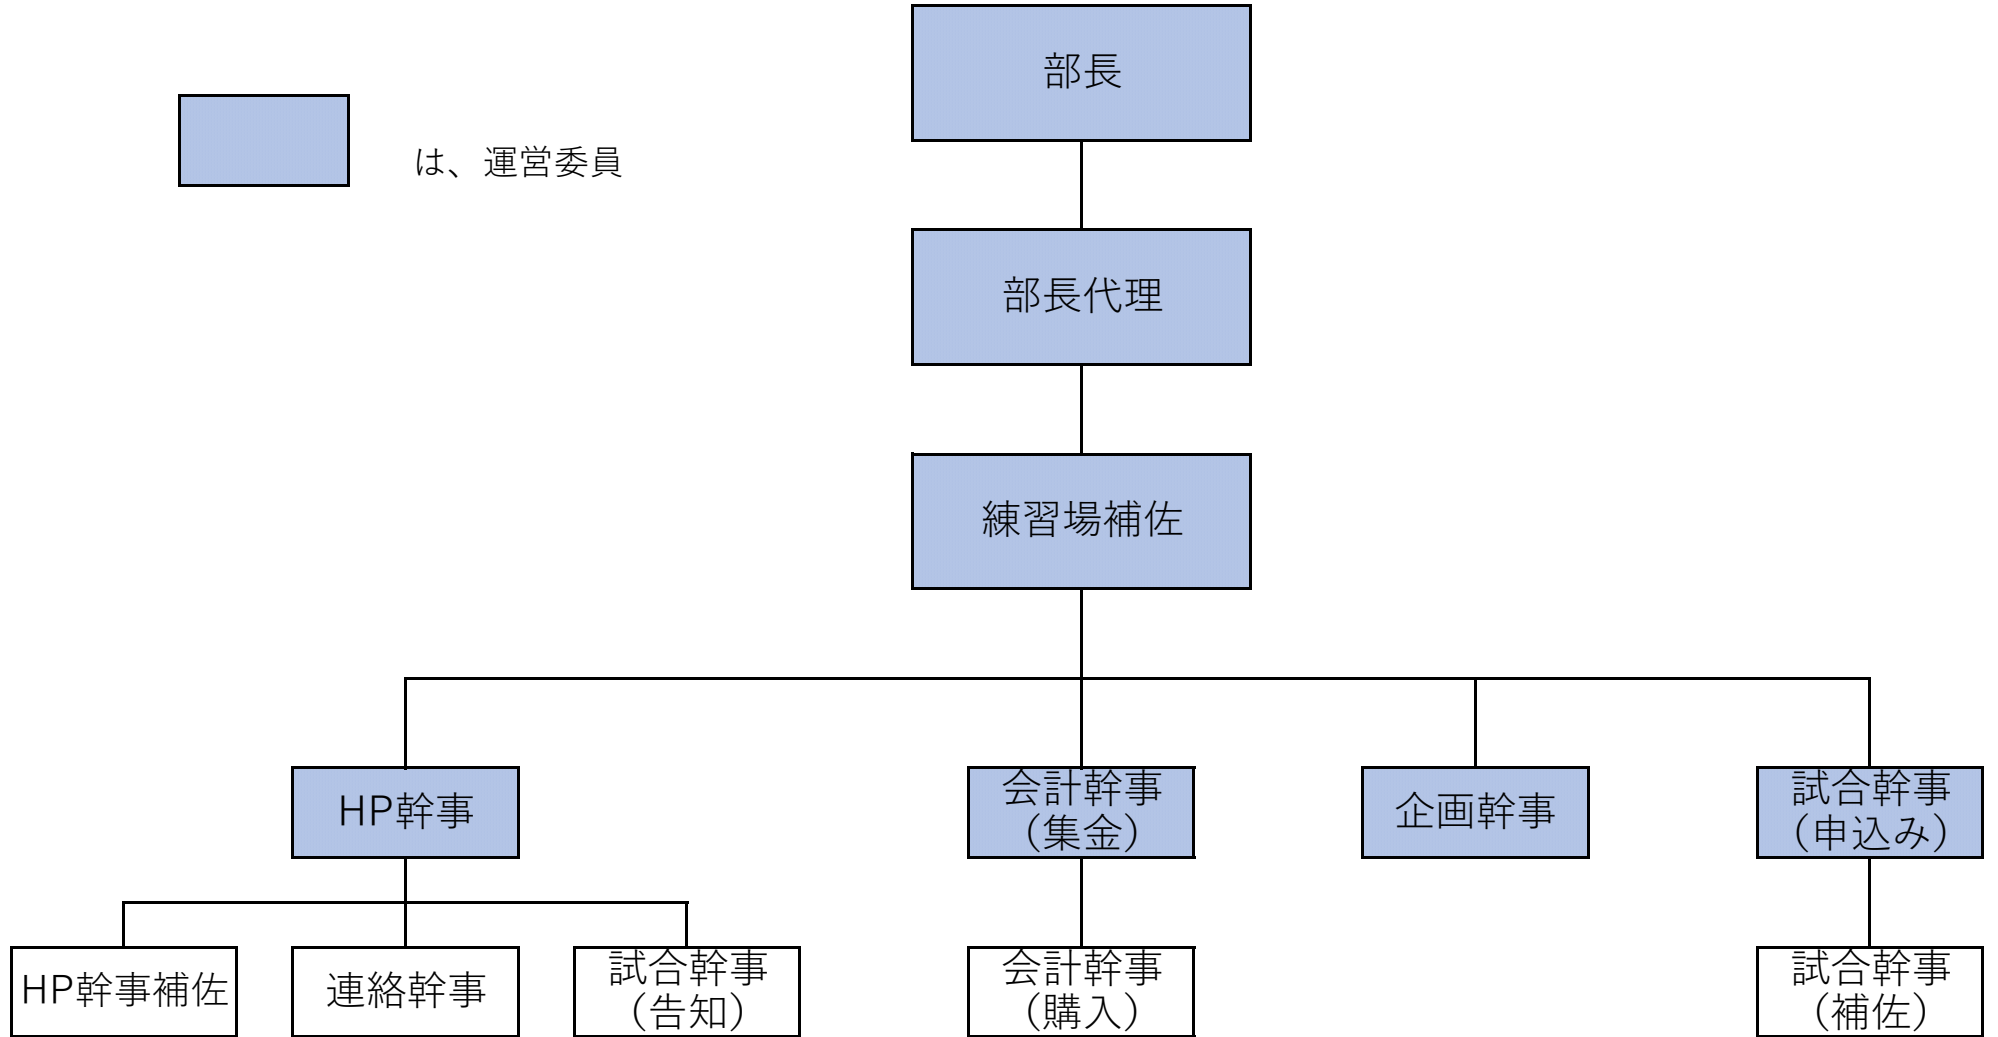 部長
は、運営委員
部長代理
練習場補佐
HP幹事
会計幹事
（集金）
企画幹事
試合幹事
（申込み）
HP幹事補佐
連絡幹事
試合幹事
（告知）
会計幹事
（購入）
試合幹事
（補佐）